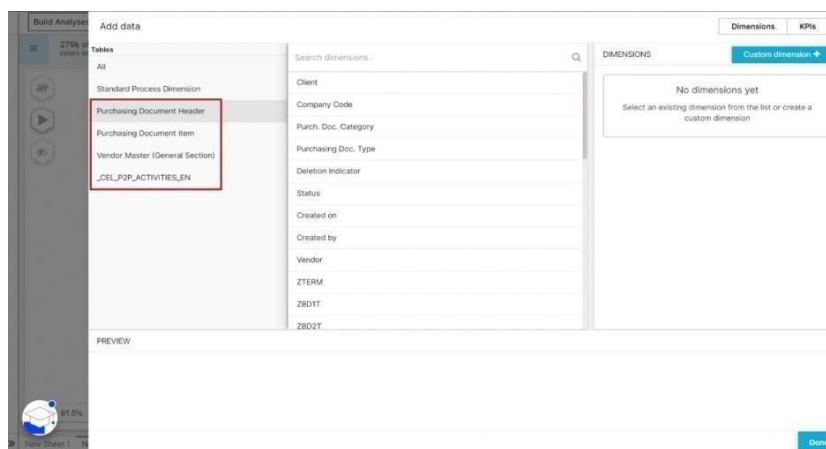 Build Analyses
Add data
Dimensions
KPIs
279k
Tables
All
Standard Process Dimension
Purchasing Document Header
Purchasing Document Item
Vendor Master (General Section)
_CEL_P2P_ACTIVITIES_EN
Search dimensions..
Client
Company Code
Purch. Doc. Category
Purchasing Doc. Type
Deletion Indicator
Status
Created on
Created by
Vendor
ZTERM
ZBD1T
ZBD2T
DIMENSIONS
Custom dimension +
No dimensions yet
Select an existing dimension from the list or create a
custom dimension
PREVIEW
91.5%
New Sheet 1
Done